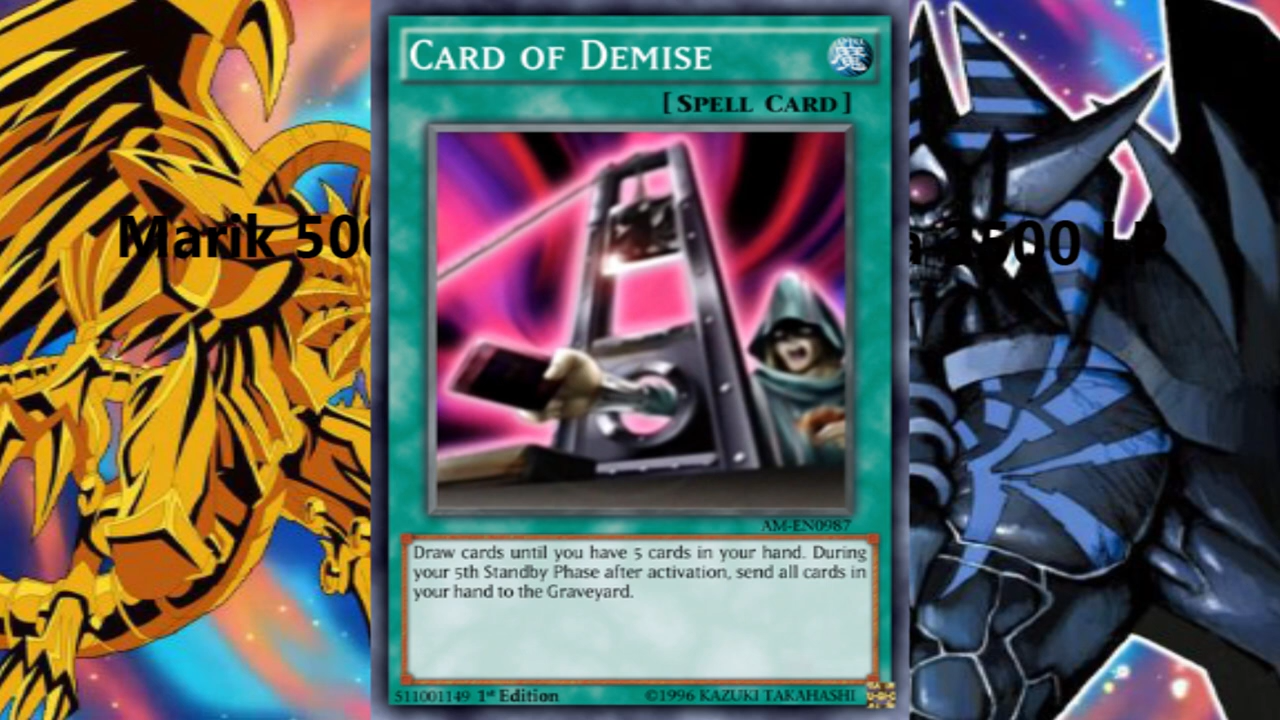 CARD OF DEMISE
[SPELL CARD]
Marik 500
a 3500 LP
AM-EN0987
Draw cards until you have 5 cards in your hand. During
your 5th Standby Phase after activation, send all cards in
your hand to the Graveyard.
511001149 1st Edition ©1996 KAZUKI TAKAHASHI